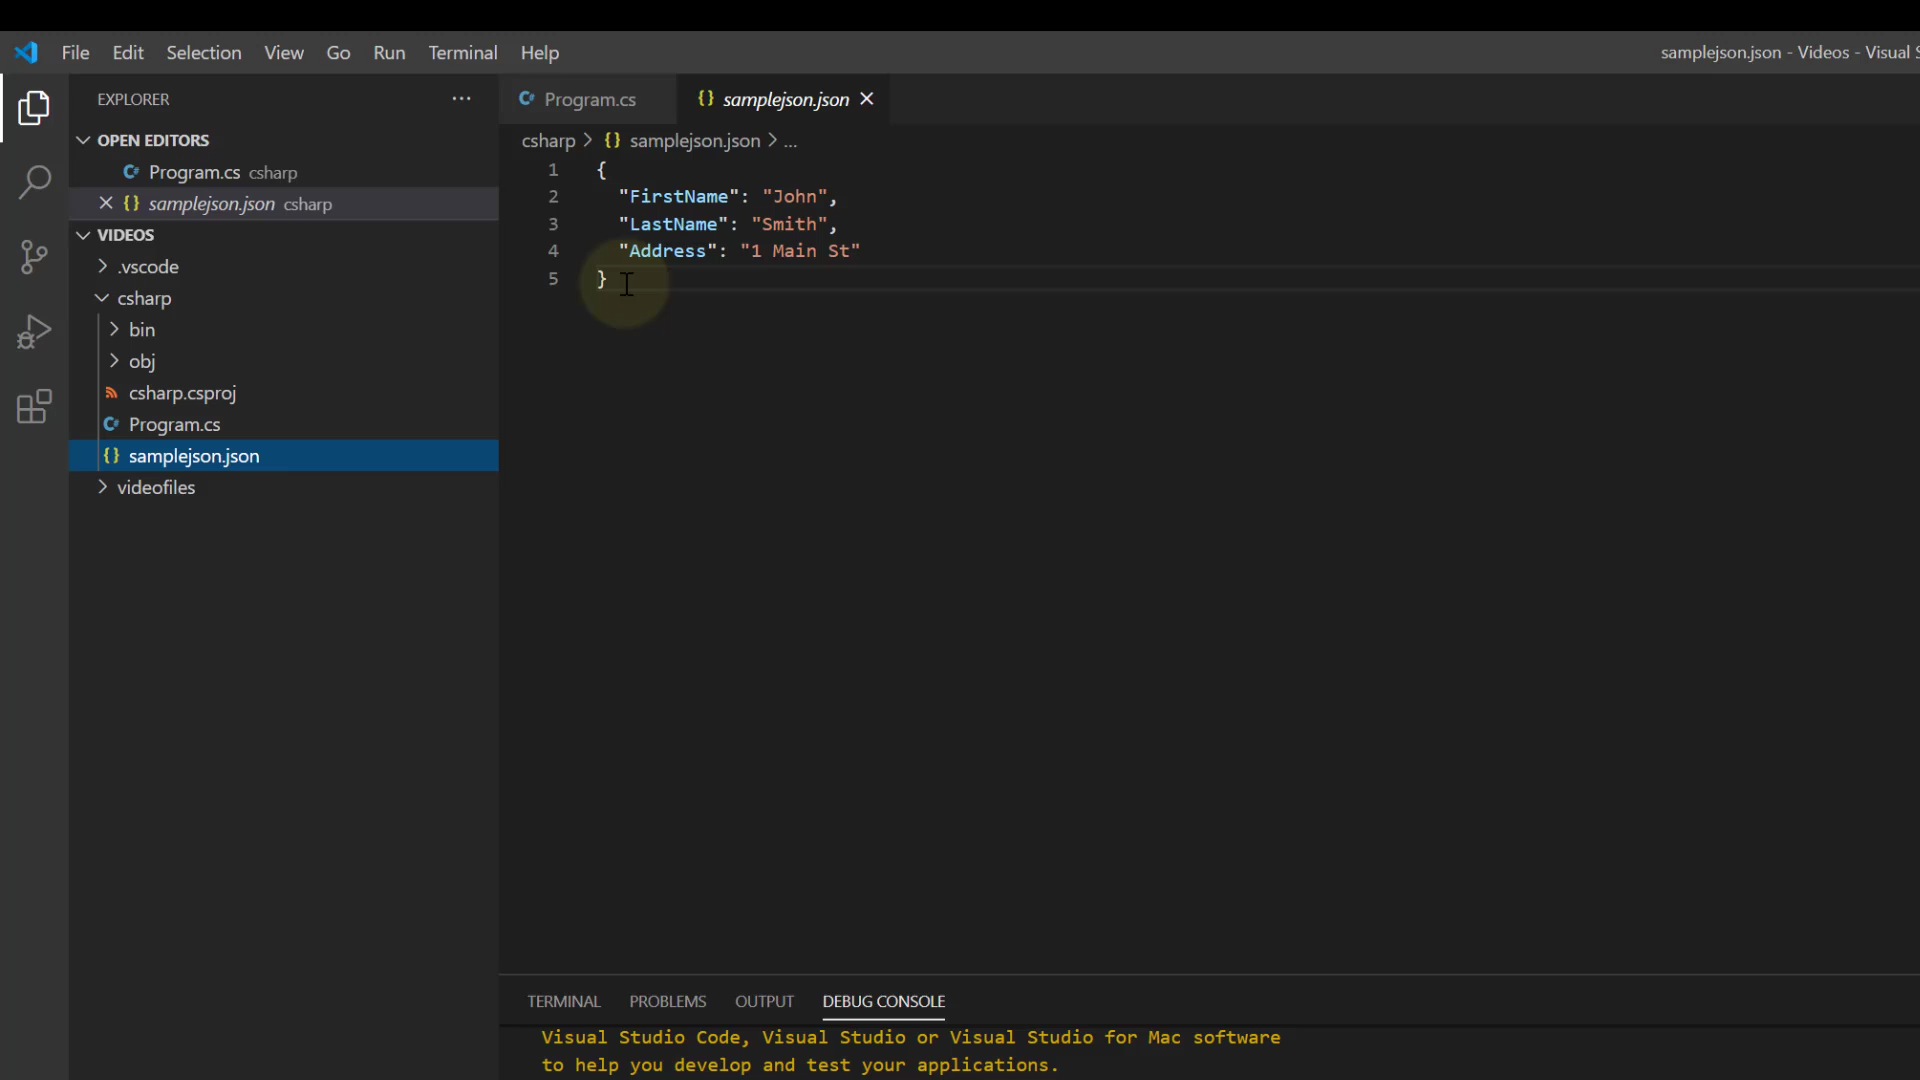 File Edit Selection View Go Run Terminal Help
samplejson.json - Videos - Visual S
EXPLORER
OPEN EDITORS
Program.cs csharp
samplejson.json csharp
VIDEOS
.vscode
csharp
bin
obj
csharp.csproj
Program.cs
samplejson.json
videofiles
Program.cs
samplejson.json
csharp > {} samplejson.json > ...
1 {
2 "FirstName": "John",
3 "LastName": "Smith",
4 "Address": "1 Main St"
5 }
TERMINAL PROBLEMS OUTPUT DEBUG CONSOLE
Visual Studio Code, Visual Studio or Visual Studio for Mac software
to help you develop and test your applications.